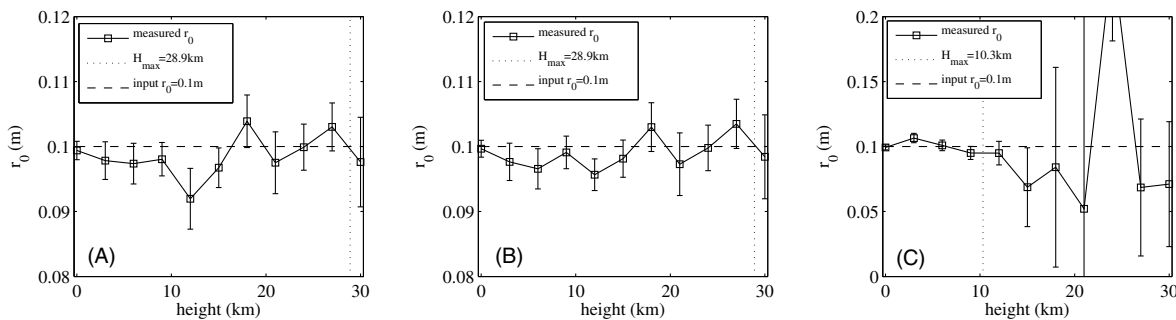 0.12
0.11
0.1
0.09
0.08
r0 (m)
measured r0
Hmax=28.9km
input r0=0.1m
(A)
0 10 20 30
height (km)
0.12
0.11
0.1
0.09
0.08
r0 (m)
measured r0
Hmax=28.9km
input r0=0.1m
(B)
0 10 20 30
height (km)
0.2
0.15
0.1
0.05
0
r0 (m)
measured r0
Hmax=10.3km
input r0=0.1m
(C)
0 10 20 30
height (km)